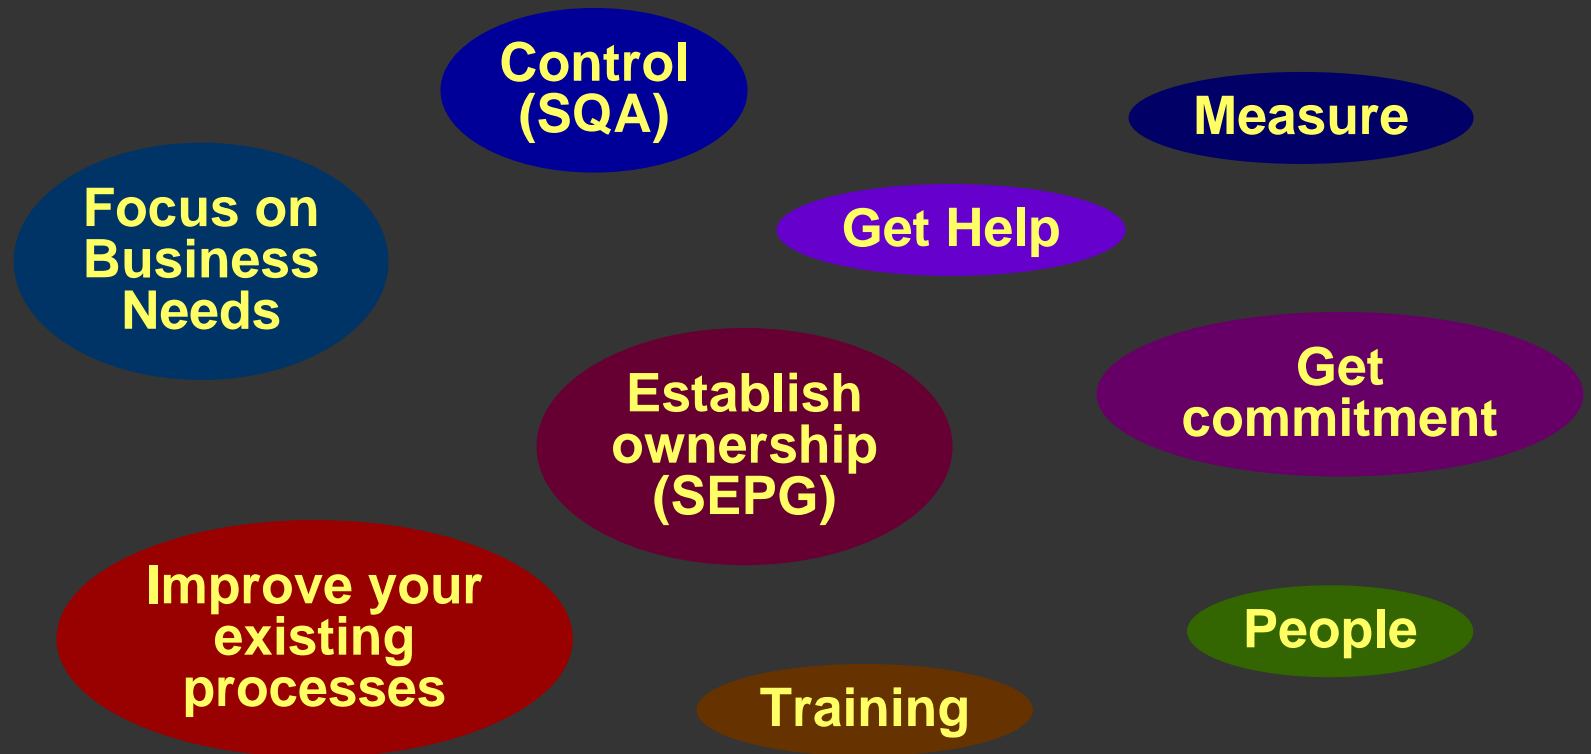 Control
(SQA)
Measure
Focus on
Business
Needs
Get Help
Establish
ownership
(SEPG)
Get
commitment
Improve your
existing
processes
People
Training